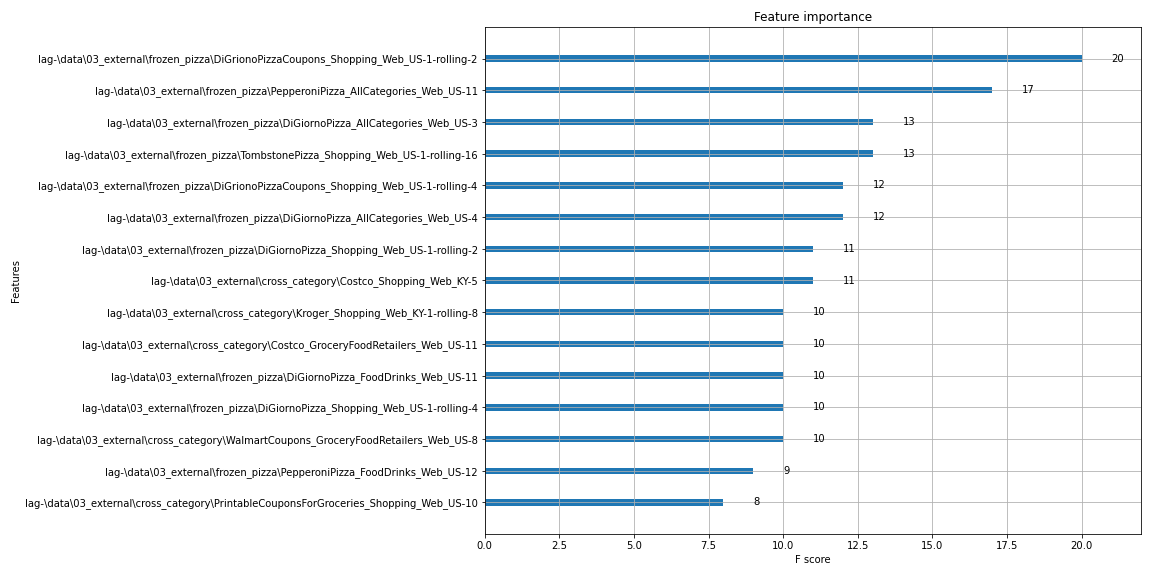 Feature importance
lag-\data\03_external\frozen_pizza\DiGrionoPizzaCoupons_Shopping_Web_US-1-rolling-2 20
lag-\data\03_external\frozen_pizza\PepperoniPizza_AllCategories_Web_US-11 17
lag-\data\03_external\frozen_pizza\DiGiornoPizza_AllCategories_Web_US-3 13
lag-\data\03_external\frozen_pizza\TombstonePizza_Shopping_Web_US-1-rolling-16 13
lag-\data\03_external\frozen_pizza\DiGrionoPizzaCoupons_Shopping_Web_US-1-rolling-4 12
lag-\data\03_external\frozen_pizza\DiGiornoPizza_AllCategories_Web_US-4 12
lag-\data\03_external\frozen_pizza\DiGiornoPizza_Shopping_Web_US-1-rolling-2 11
lag-\data\03_external\cross_category\Costco_Shopping_Web_KY-5 11
lag-\data\03_external\cross_category\Kroger_Shopping_Web_KY-1-rolling-8 10
lag-\data\03_external\cross_category\Costco_GroceryFoodRetailers_Web_US-11 10
lag-\data\03_external\frozen_pizza\DiGiornoPizza_FoodDrinks_Web_US-11 10
lag-\data\03_external\frozen_pizza\DiGiornoPizza_Shopping_Web_US-1-rolling-4 10
lag-\data\03_external\cross_category\WalmartCoupons_GroceryFoodRetailers_Web_US-8 10
lag-\data\03_external\frozen_pizza\PepperoniPizza_FoodDrinks_Web_US-12 9
lag-\data\03_external\cross_category\PrintableCouponsForGroceries_Shopping_Web_US-10 8
Features
0.0 2.5 5.0 7.5 10.0 12.5 15.0 17.5 20.0
F score